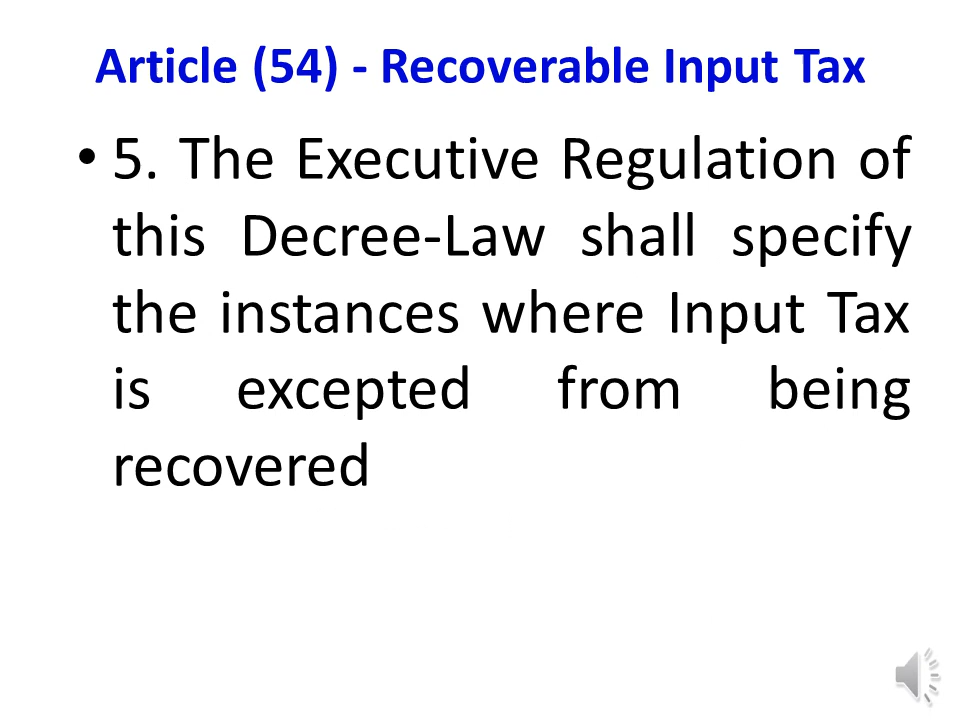 Article (54) - Recoverable Input Tax
• 5. The Executive Regulation of
this Decree-Law shall specify
the instances where Input Tax
is excepted from being
recovered